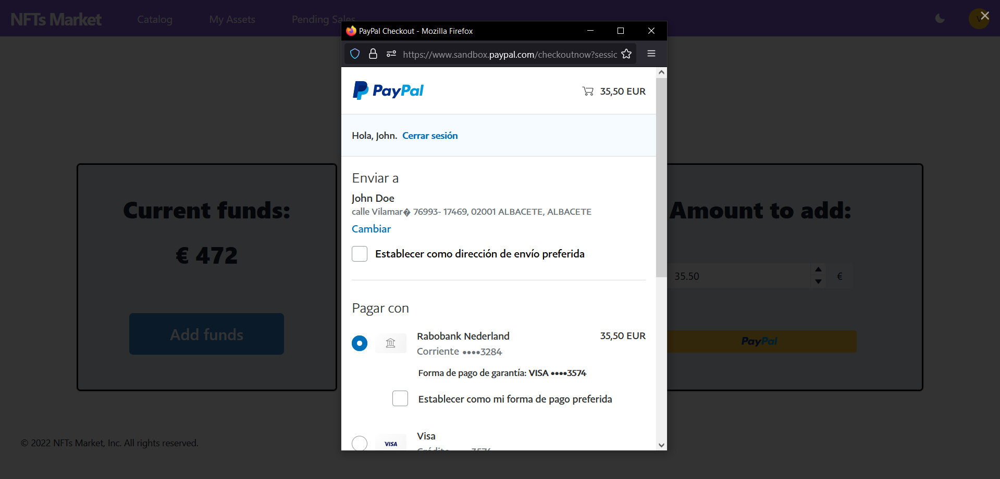 NFTs Market Catalog My Assets Pending Sales
PayPal Checkout - Mozilla Firefox
https://www.sandbox.paypal.com/checkoutnow?sessic
PayPal 35,50 EUR
Hola, John. Cerrar sesión
Enviar a
John Doe
calle Vilamar� 76993- 17469, 02001 ALBACETE, ALBACETE
Cambiar
Establecer como dirección de envío preferida
Pagar con
Rabobank Nederland 35,50 EUR
Corriente ••••3284
Forma de pago de garantía: VISA ••••3574
Establecer como mi forma de pago preferida
VISA Visa
Current funds:
€ 472
Add funds
Amount to add:
35.50 €
PayPal
© 2022 NFTs Market, Inc. All rights reserved.